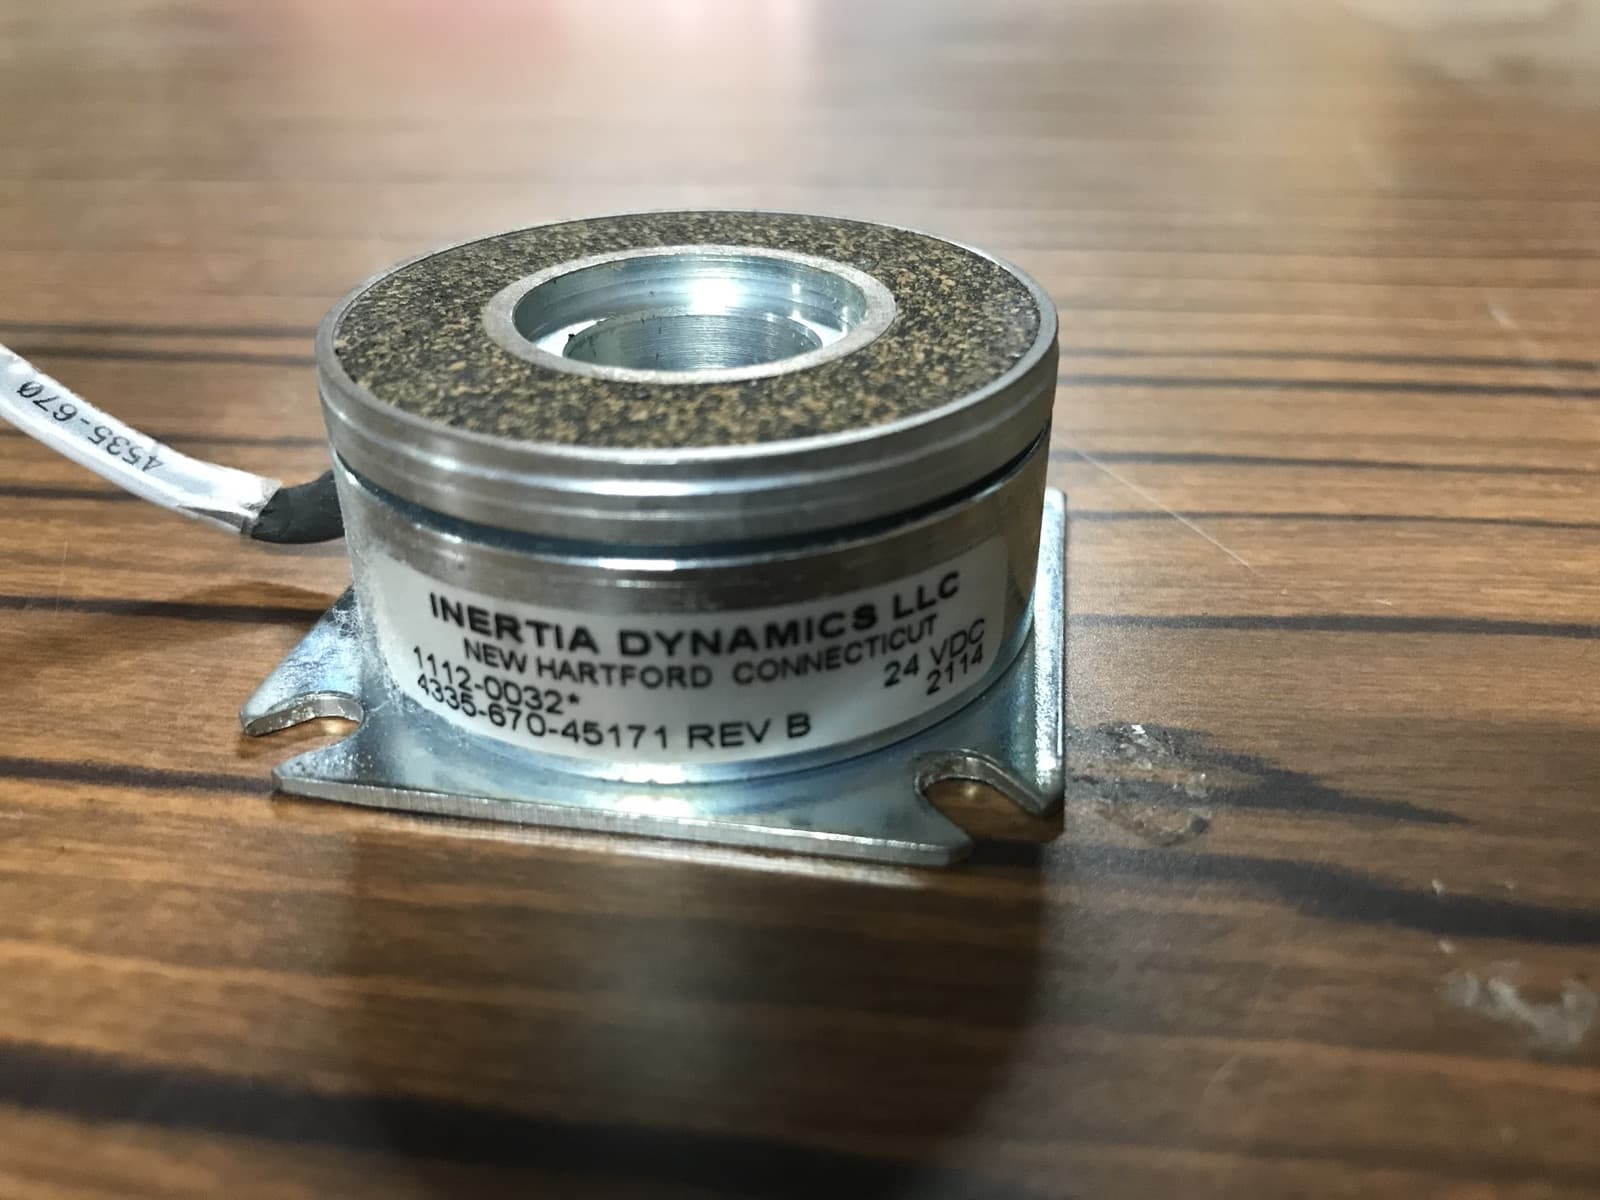 INERTIA DYNAMICS LLC
NEW HARTFORD CONNECTICUT
1112-0032* 24 VDC
4335-670-45171 REV B 2114
4535-670